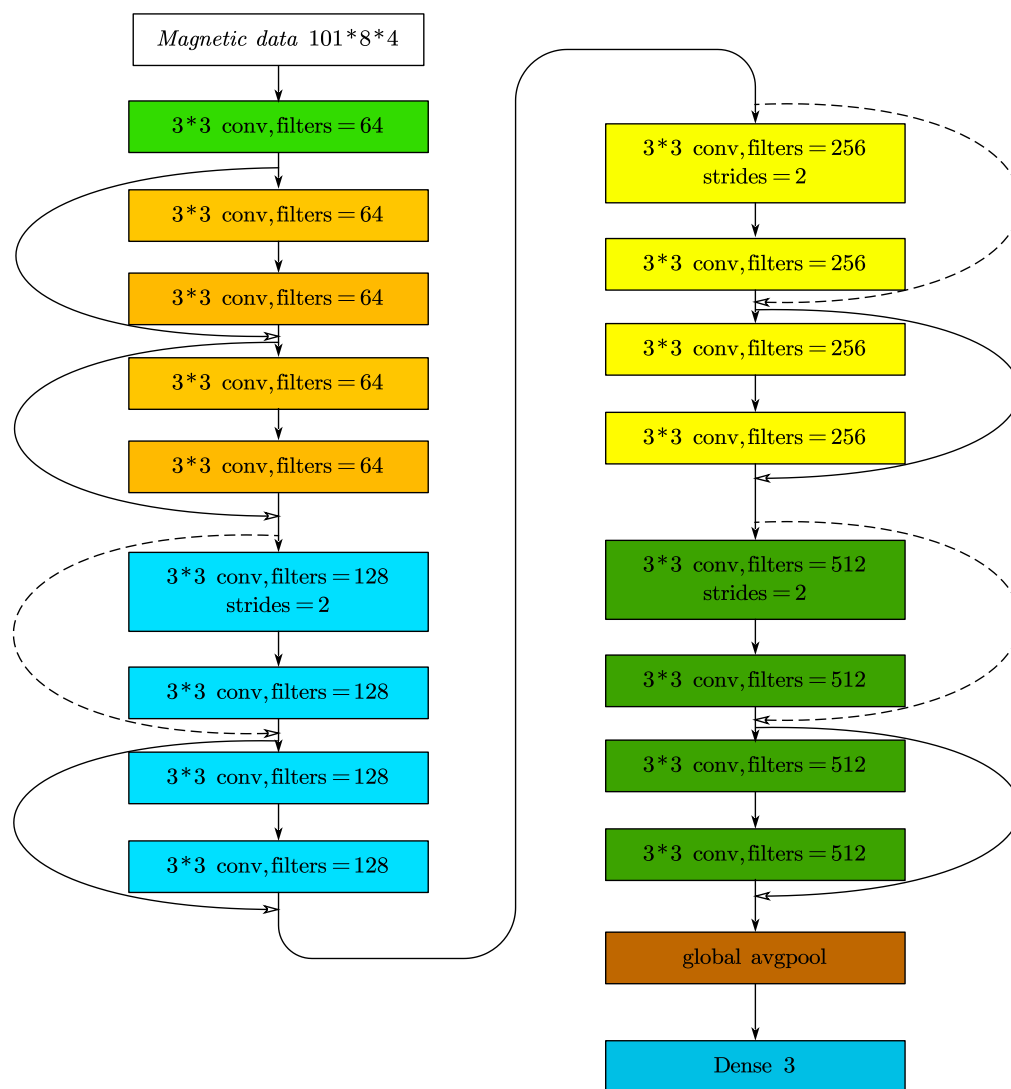 Magnetic data 101*8*4
3*3 conv,filters=64
3*3 conv,filters=64
3*3 conv,filters=64
3*3 conv,filters=64
3*3 conv,filters=64
3*3 conv,filters=128
strides=2
3*3 conv,filters=128
3*3 conv,filters=128
3*3 conv,filters=128
3*3 conv,filters=256
strides=2
3*3 conv,filters=256
3*3 conv,filters=256
3*3 conv,filters=256
3*3 conv,filters=512
strides=2
3*3 conv,filters=512
3*3 conv,filters=512
3*3 conv,filters=512
global avgpool
Dense 3